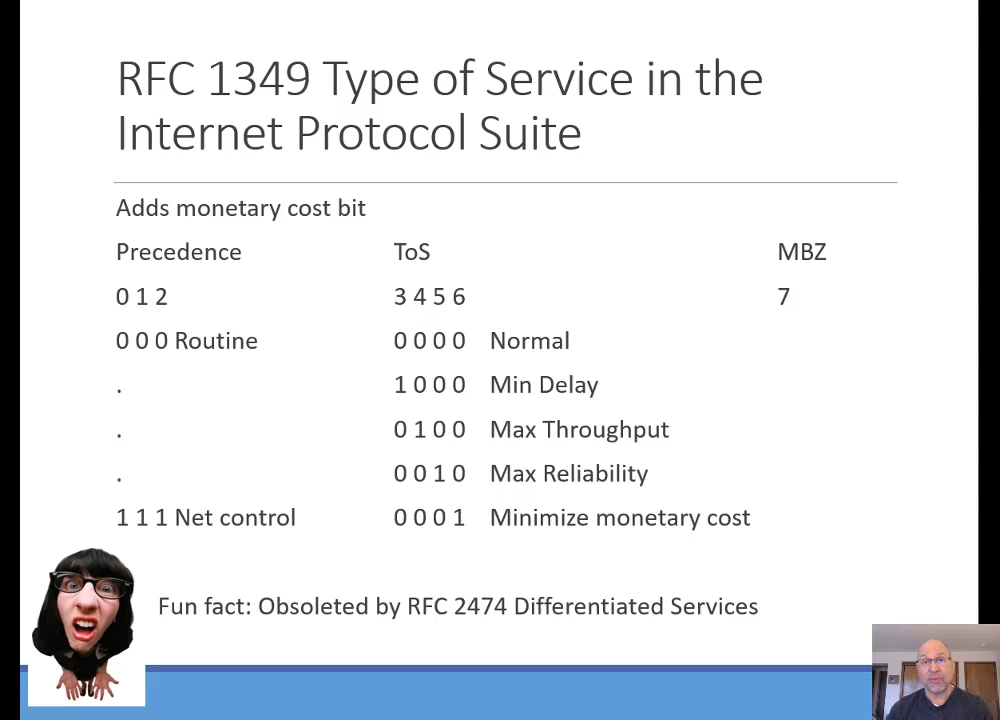 RFC 1349 Type of Service in the
Internet Protocol Suite
Adds monetary cost bit
Precedence ToS MBZ
0 1 2 3 4 5 6 7
0 0 0 Routine 0 0 0 0 Normal
. 1 0 0 0 Min Delay
. 0 1 0 0 Max Throughput
. 0 0 1 0 Max Reliability
1 1 1 Net control 0 0 0 1 Minimize monetary cost
Fun fact: Obsoleted by RFC 2474 Differentiated Services